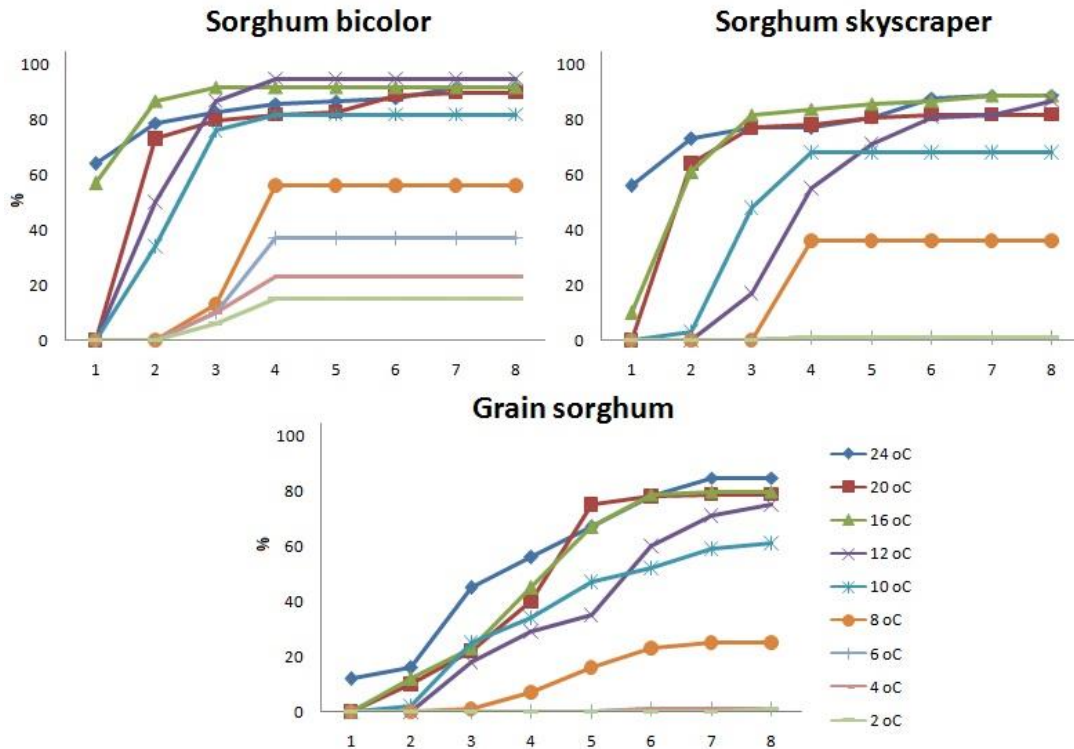 Sorghum bicolor
100
80
60
40
20
0
%
1 2 3 4 5 6 7 8
Sorghum skyscraper
100
80
60
40
20
0
1 2 3 4 5 6 7 8
Grain sorghum
100
80
60
40
20
0
%
1 2 3 4 5 6 7 8
24 oC
20 oC
16 oC
12 oC
10 oC
8 oC
6 oC
4 oC
2 oC